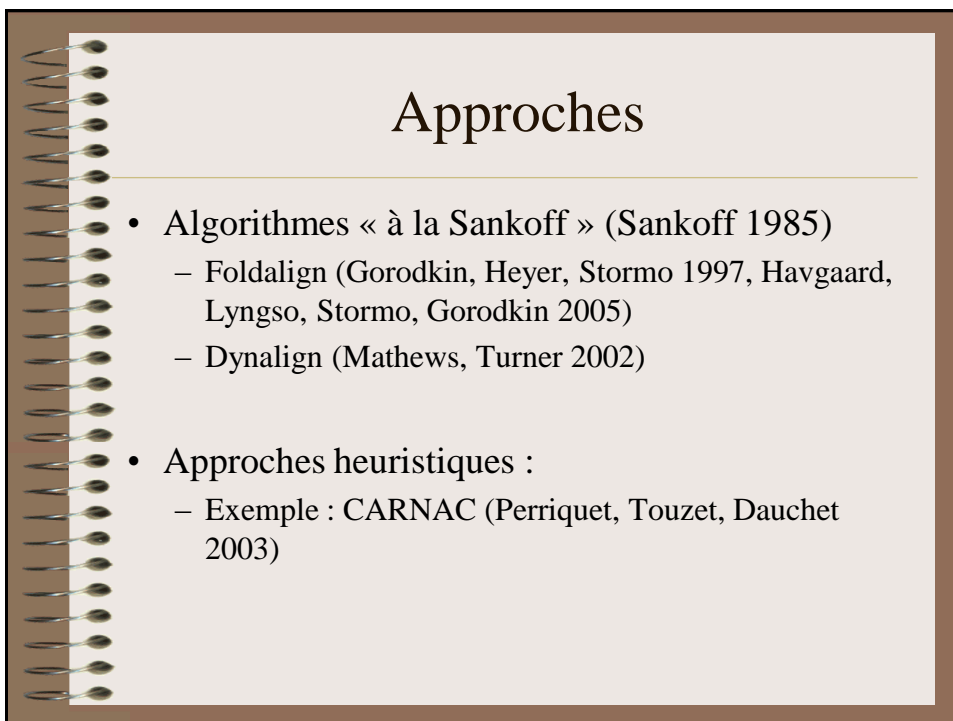 Approches
• Algorithmes « à la Sankoff » (Sankoff 1985)
– Foldalign (Gorodkin, Heyer, Stormo 1997, Havgaard,
Lyngso, Stormo, Gorodkin 2005)
– Dynalign (Mathews, Turner 2002)
• Approches heuristiques :
– Exemple : CARNAC (Perriquet, Touzet, Dauchet
2003)